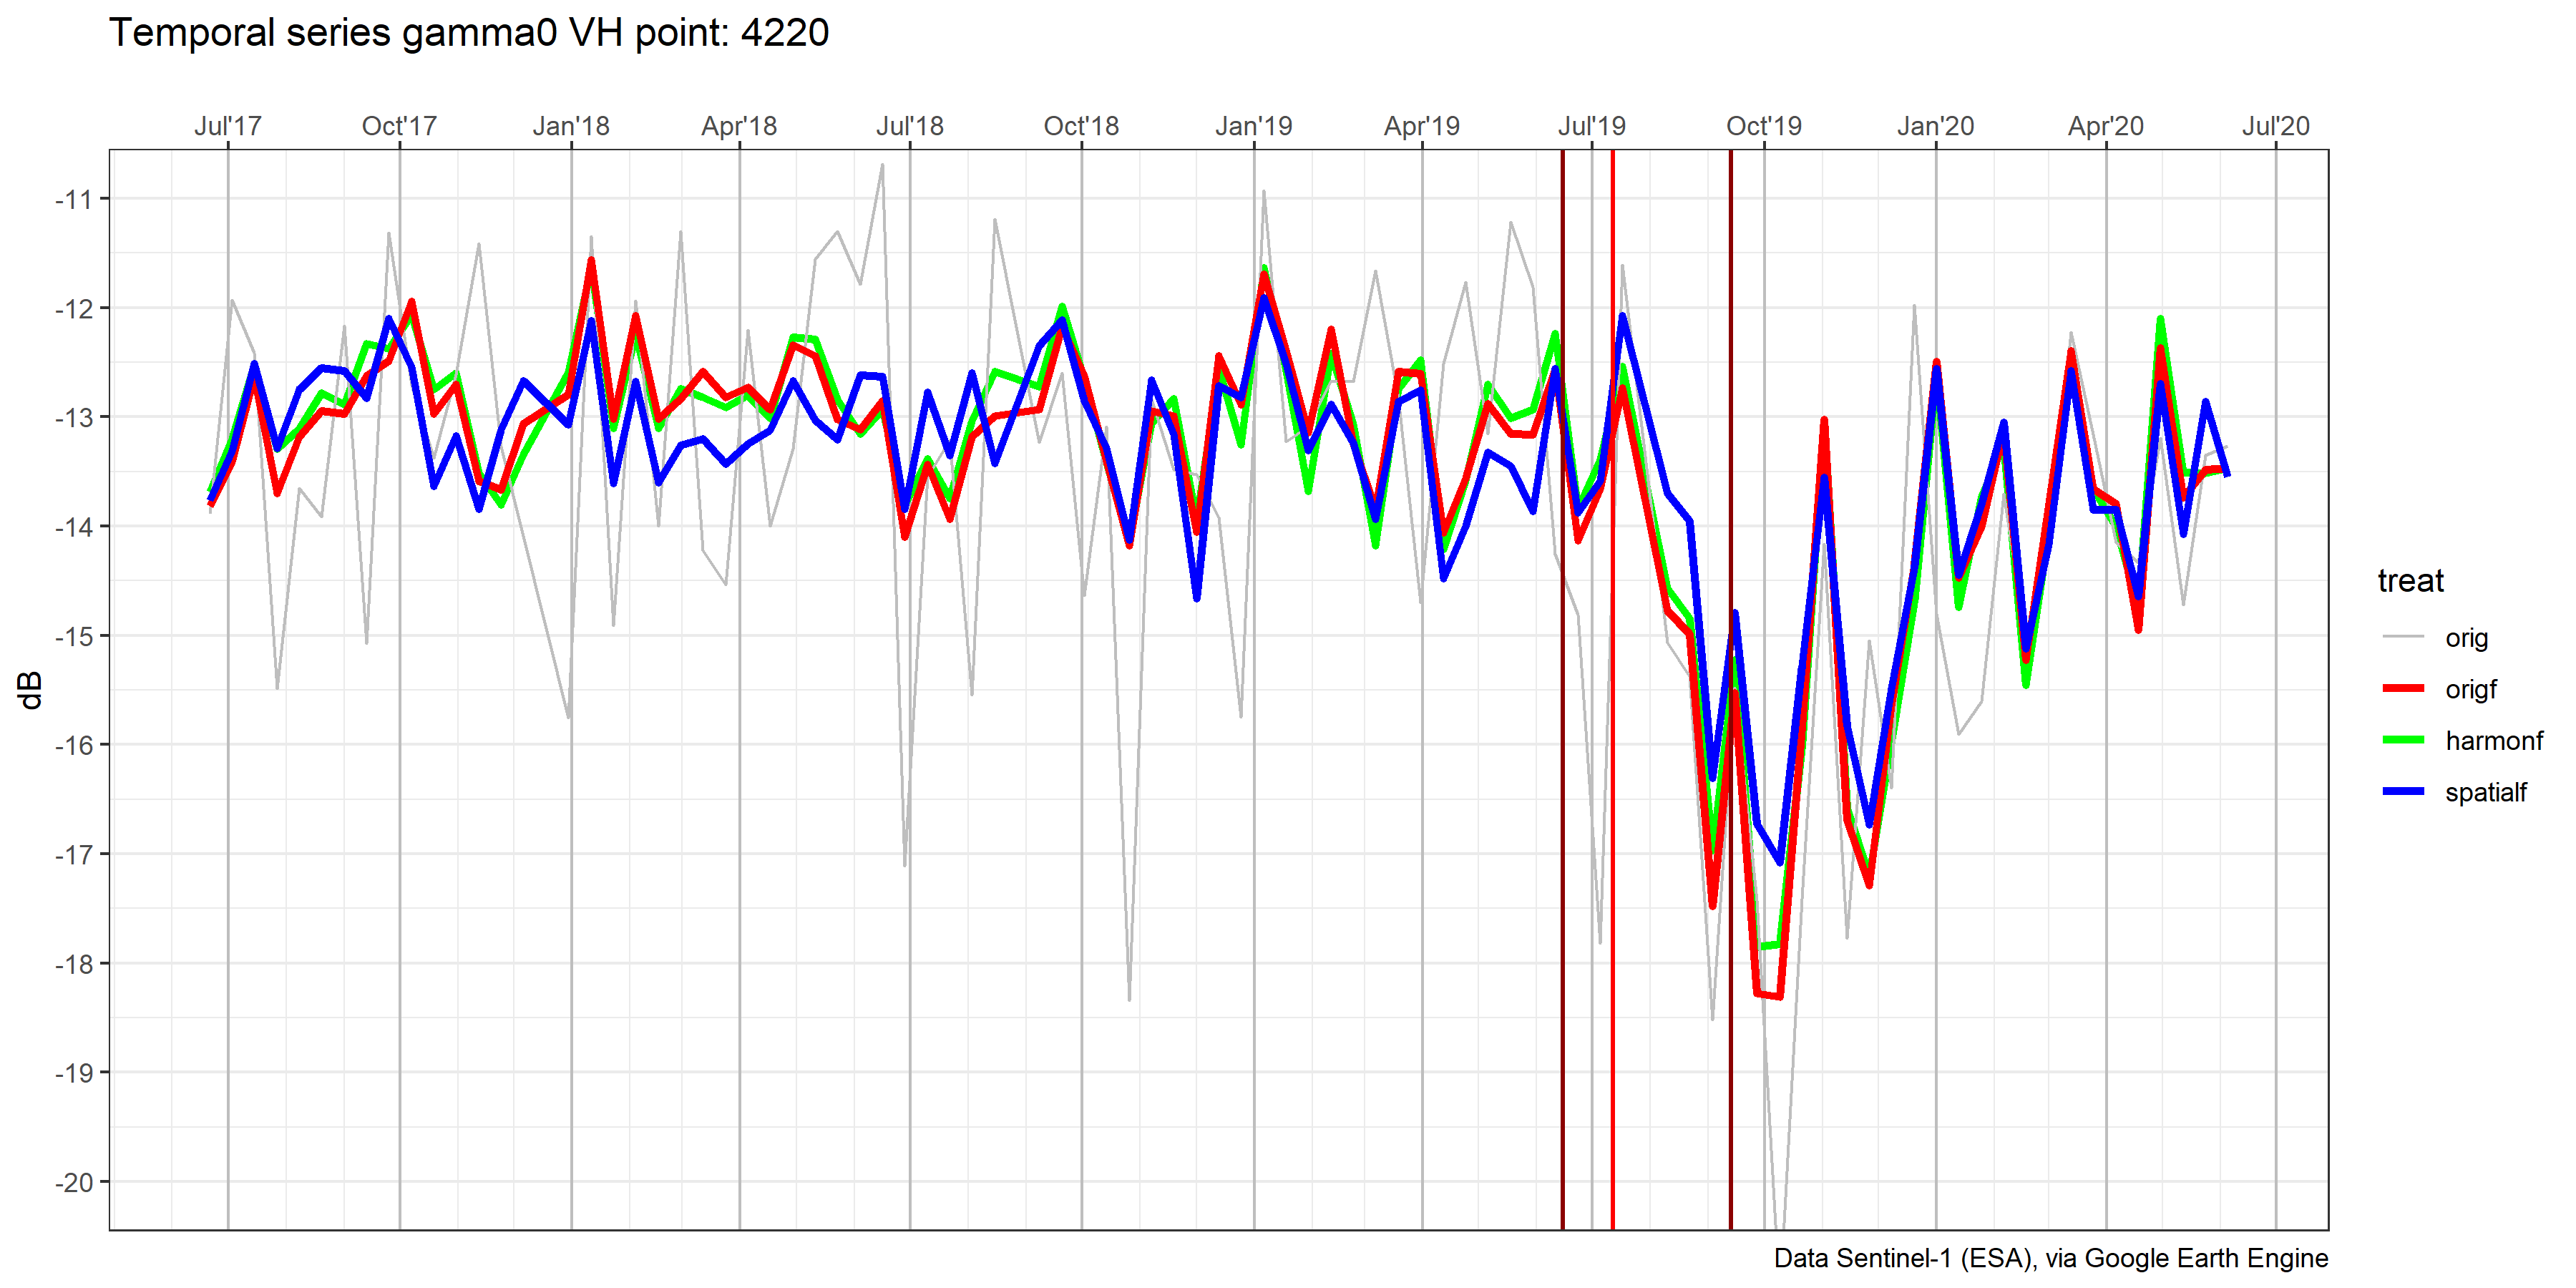 Temporal series gamma0 VH point: 4220
Jul'17 Oct'17 Jan'18 Apr'18 Jul'18 Oct'18 Jan'19 Apr'19 Jul'19 Oct'19 Jan'20 Apr'20 Jul'20
-11
-12
-13
-14
-15
-16
-17
-18
-19
-20
dB
treat
orig
origf
harmonf
spatialf
Data Sentinel-1 (ESA), via Google Earth Engine